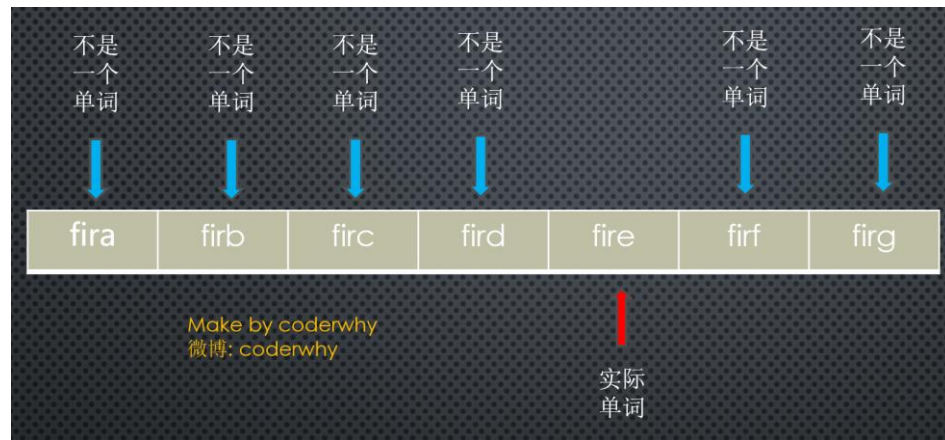 不是
一个
单词
不是
一个
单词
不是
一个
单词
不是
一个
单词
不是
一个
单词
不是
一个
单词
fira
firb
firc
fird
fire
firf
firg
Make by coderwhy
微博: coderwhy
实际
单词